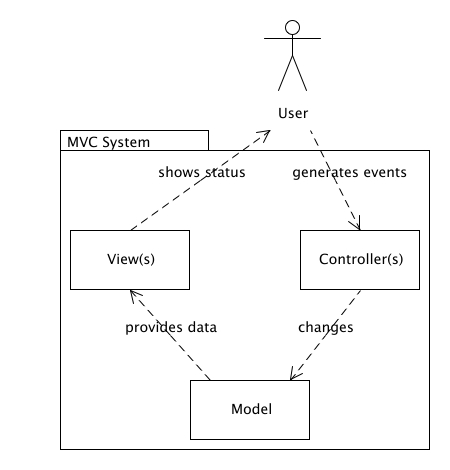 User
MVC System
shows status
generates events
View(s)
Controller(s)
provides data
changes
Model